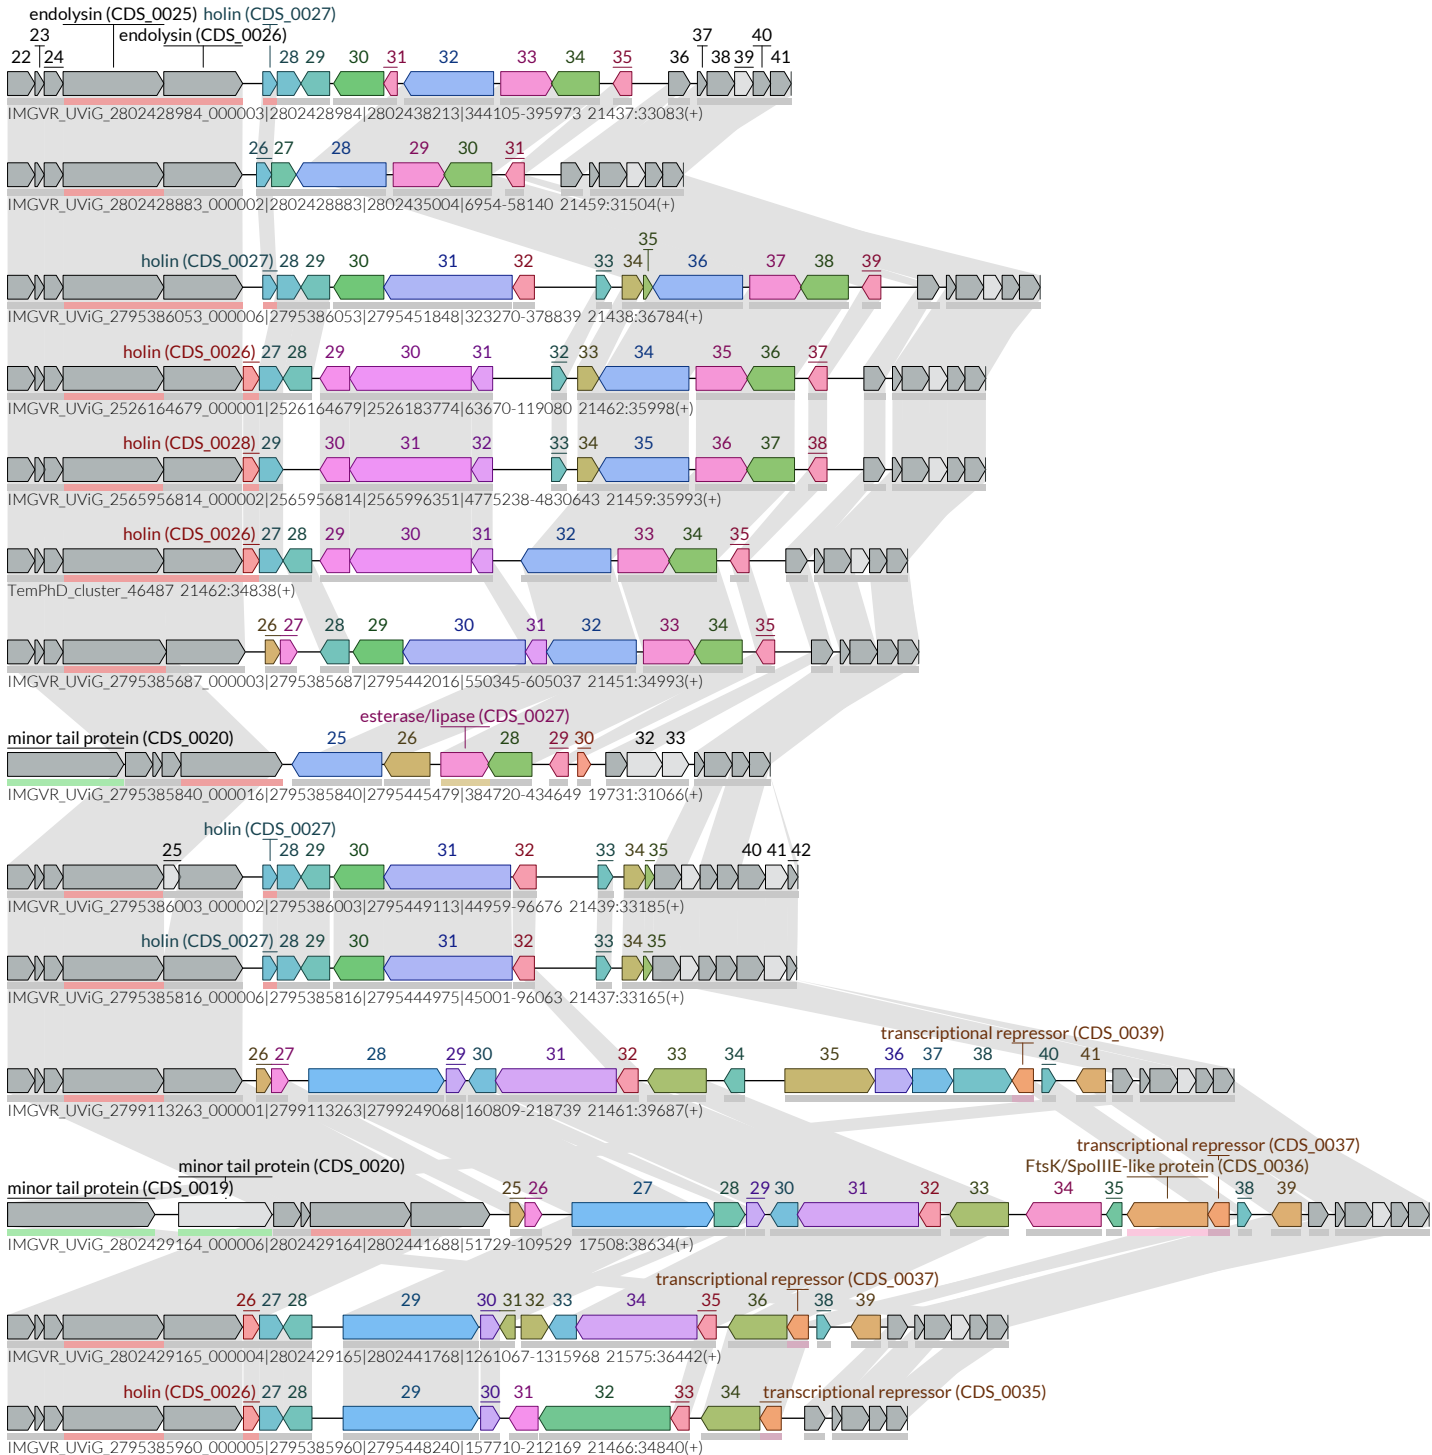 endolysin (CDS_0025) holin (CDS_0027)
23 endolysin (CDS_0026) 37 40
22 24 28 29 30 31 32 33 34 35 36 38 39 41
IMGVR_UViG_2802428984_000003|2802428984|2802438213|344105-395973 21437:33083(+)
26 27 28 29 30 31
IMGVR_UViG_2802428883_000002|2802428883|2802435004|6954-58140 21459:31504(+)
35
holin (CDS_0027) 28 29 30 31 32 33 34 36 37 38 39
IMGVR_UViG_2795386053_000006|2795386053|2795451848|323270-378839 21438:36784(+)
holin (CDS_0026) 27 28 29 30 31 32 33 34 35 36 37
IMGVR_UViG_2526164679_000001|2526164679|2526183774|63670-119080 21462:35998(+)
holin (CDS_0028) 29 30 31 32 33 34 35 36 37 38
IMGVR_UViG_2565956814_000002|2565956814|2565996351|4775238-4830643 21459:35993(+)
holin (CDS_0026) 27 28 29 30 31 32 33 34 35
TemPhD_cluster_46487 21462:34838(+)
26 27 28 29 30 31 32 33 34 35
IMGVR_UViG_2795385687_000003|2795385687|2795442016|550345-605037 21451:34993(+)
esterase/lipase (CDS_0027)
minor tail protein (CDS_0020) 25 26 28 29 30 32 33
IMGVR_UViG_2795385840_000016|2795385840|2795445479|384720-434649 19731:31066(+)
holin (CDS_0027)
25 28 29 30 31 32 33 34 35 40 41 42
IMGVR_UViG_2795386003_000002|2795386003|2795449113|44959-96676 21439:33185(+)
holin (CDS_0027) 28 29 30 31 32 33 34 35
IMGVR_UViG_2795385816_000006|2795385816|2795444975|45001-96063 21437:33165(+)
transcriptional repressor (CDS_0039)
26 27 28 29 30 31 32 33 34 35 36 37 38 40 41
IMGVR_UViG_2799113263_000001|2799113263|2799249068|160809-218739 21461:39687(+)
transcriptional repressor (CDS_0037)
minor tail protein (CDS_0020) FtsK/SpoIIIE-like protein (CDS_0036)
minor tail protein (CDS_0019) 25 26 27 28 29 30 31 32 33 34 35 38 39
IMGVR_UViG_2802429164_000006|2802429164|2802441688|51729-109529 17508:38634(+)
transcriptional repressor (CDS_0037)
26 27 28 29 30 31 32 33 34 35 36 38 39
IMGVR_UViG_2802429165_000004|2802429165|2802441768|1261067-1315968 21575:36442(+)
holin (CDS_0026) 27 28 29 30 31 32 33 34 transcriptional repressor (CDS_0035)
IMGVR_UViG_2795385960_000005|2795385960|2795448240|157710-212169 21466:34840(+)